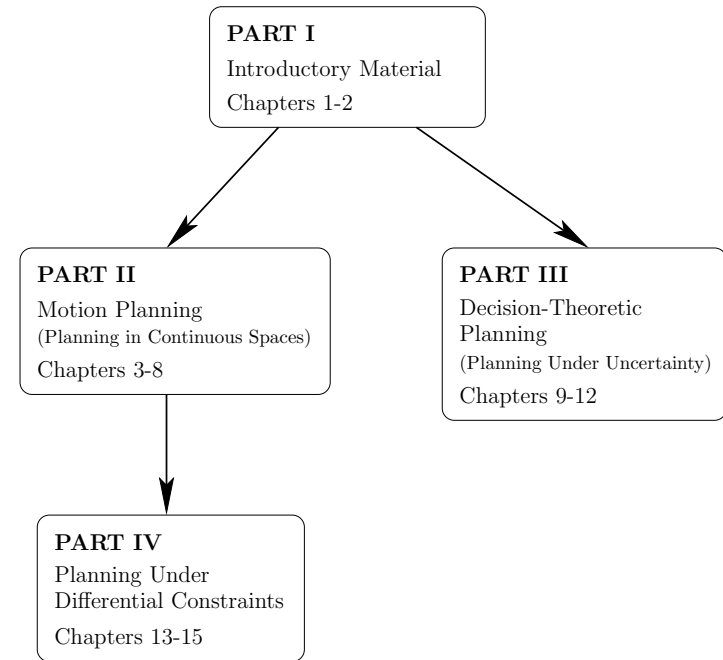 PART I
Introductory Material
Chapters 1-2
PART II
Motion Planning
(Planning in Continuous Spaces)
Chapters 3-8
PART III
Decision-Theoretic
Planning
(Planning Under Uncertainty)
Chapters 9-12
PART IV
Planning Under
Differential Constraints
Chapters 13-15